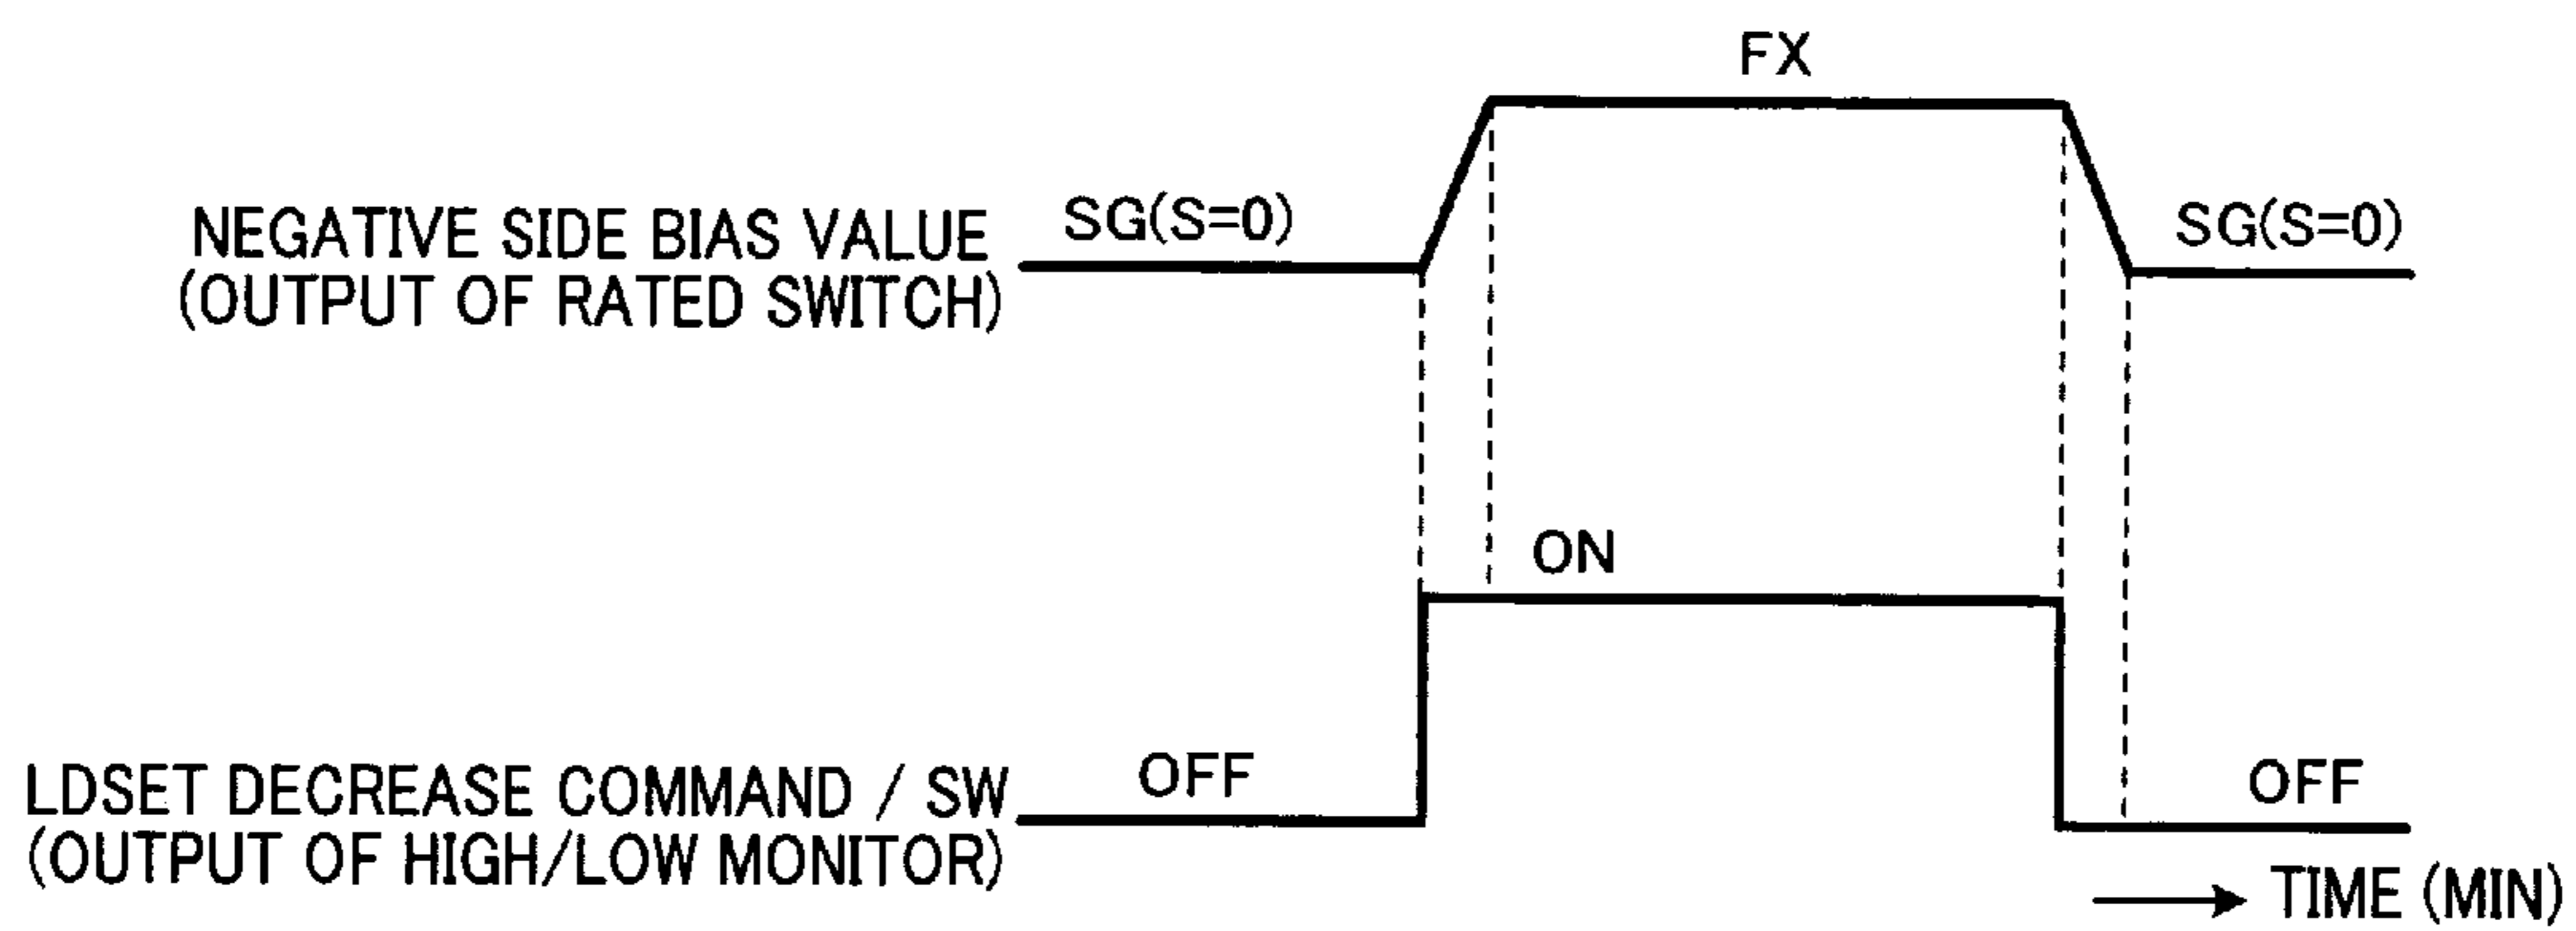 FX
SG(S=0)
SG(S=0)
NEGATIVE SIDE BIAS VALUE
(OUTPUT OF RATED SWITCH)
ON
OFF
OFF
LDSET DECREASE COMMAND / SW
(OUTPUT OF HIGH/LOW MONITOR)
TIME (MIN)